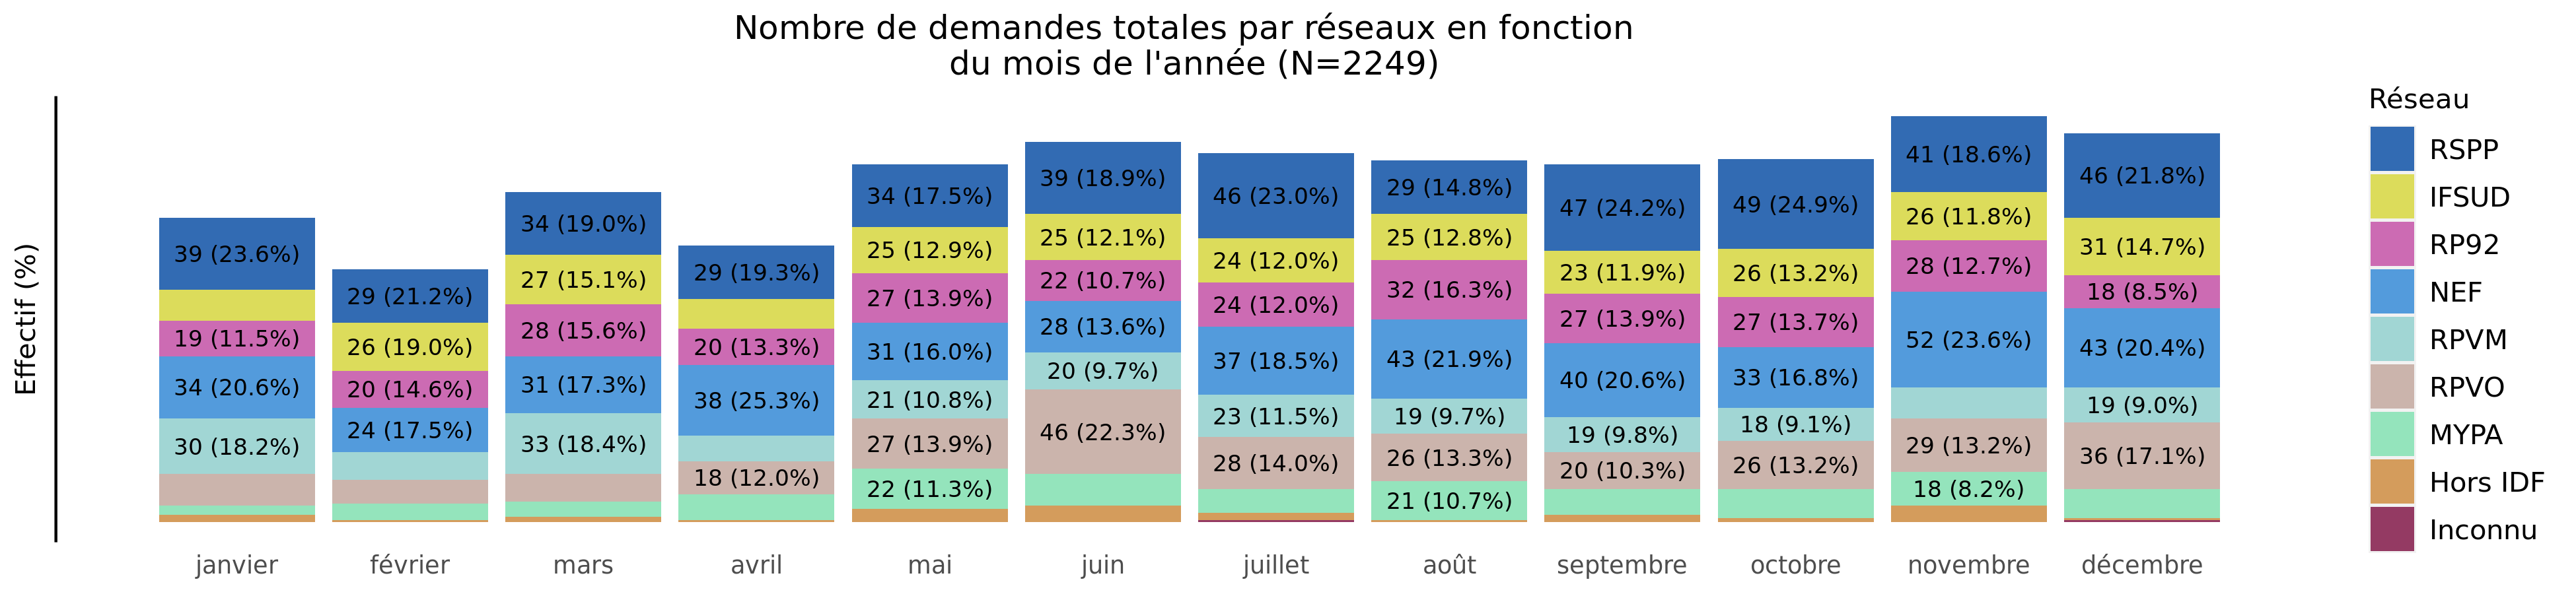 Nombre de demandes totales par réseaux en fonction
du mois de l'année (N=2249)
Effectif (%)
39 (23.6%)
19 (11.5%)
34 (20.6%)
30 (18.2%)
29 (21.2%)
26 (19.0%)
20 (14.6%)
24 (17.5%)
34 (19.0%)
27 (15.1%)
28 (15.6%)
31 (17.3%)
33 (18.4%)
29 (19.3%)
20 (13.3%)
38 (25.3%)
18 (12.0%)
34 (17.5%)
25 (12.9%)
27 (13.9%)
31 (16.0%)
21 (10.8%)
27 (13.9%)
22 (11.3%)
39 (18.9%)
25 (12.1%)
22 (10.7%)
28 (13.6%)
20 (9.7%)
46 (22.3%)
46 (23.0%)
24 (12.0%)
24 (12.0%)
37 (18.5%)
23 (11.5%)
28 (14.0%)
29 (14.8%)
25 (12.8%)
32 (16.3%)
43 (21.9%)
19 (9.7%)
26 (13.3%)
21 (10.7%)
47 (24.2%)
23 (11.9%)
27 (13.9%)
40 (20.6%)
19 (9.8%)
20 (10.3%)
49 (24.9%)
26 (13.2%)
27 (13.7%)
33 (16.8%)
18 (9.1%)
26 (13.2%)
41 (18.6%)
26 (11.8%)
28 (12.7%)
52 (23.6%)
29 (13.2%)
18 (8.2%)
46 (21.8%)
31 (14.7%)
18 (8.5%)
43 (20.4%)
19 (9.0%)
36 (17.1%)
janvier
février
mars
avril
mai
juin
juillet
août
septembre
octobre
novembre
décembre
Réseau
RSPP
IFSUD
RP92
NEF
RPVM
RPVO
MYPA
Hors IDF
Inconnu